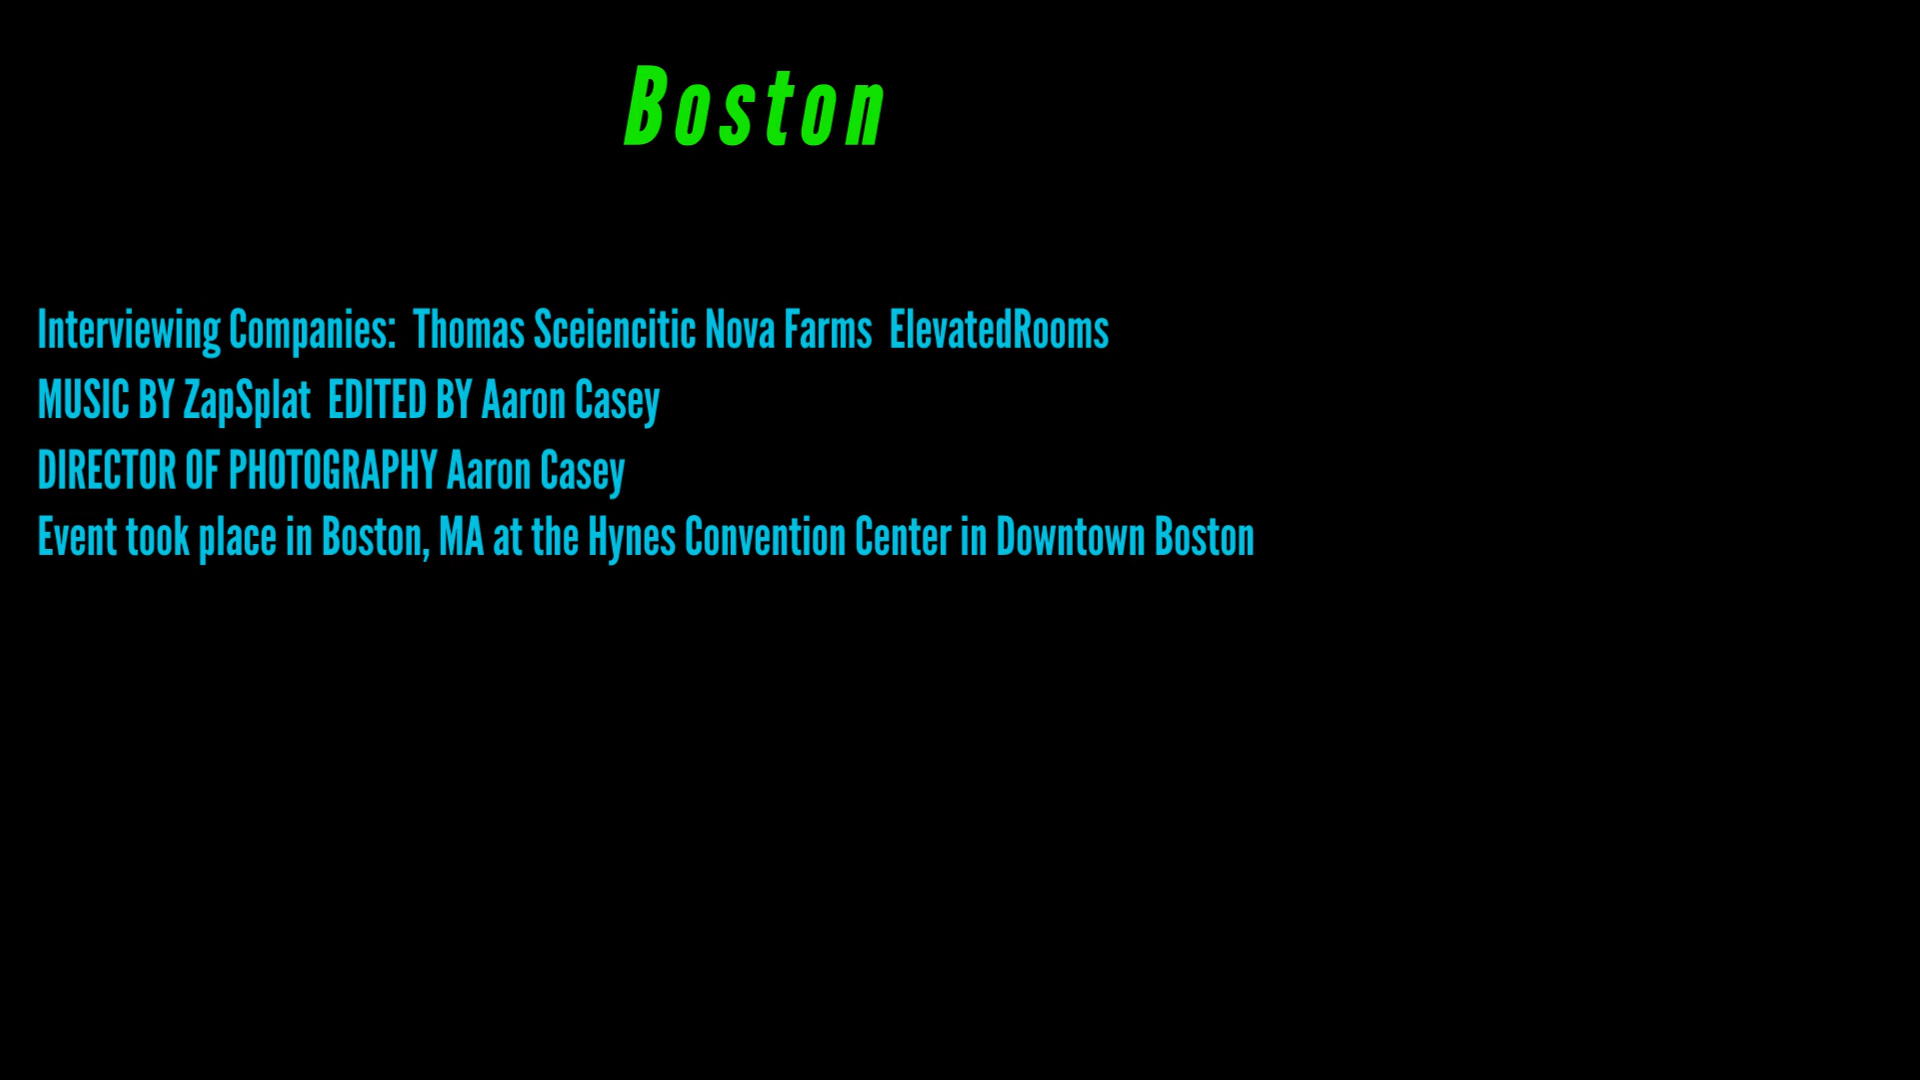 Boston
Interviewing Companies:  Thomas Sceiencitic Nova Farms  ElevatedRooms
MUSIC BY ZapSplat  EDITED BY Aaron Casey
DIRECTOR OF PHOTOGRAPHY Aaron Casey
Event took place in Boston, MA at the Hynes Convention Center in Downtown Boston